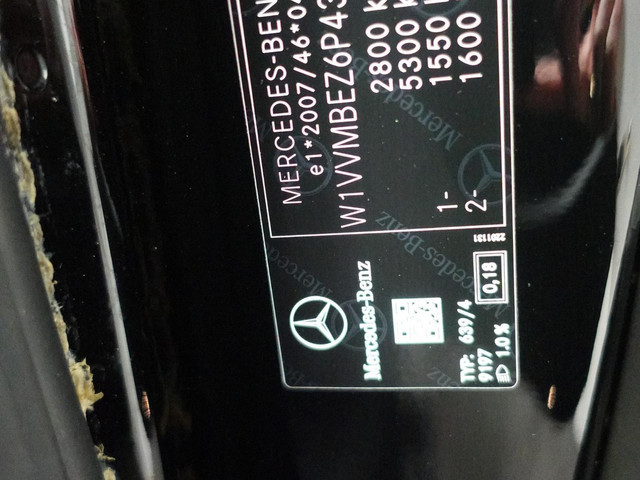 MERCEDES-BEN
e1*2007/46*04
W1VVMBEZ6P43
2800 k
5300 k
1- 1550 k
2- 1600
2201131
Mercedes-Benz
TYP: 639/4
9197
1.0%
0,18